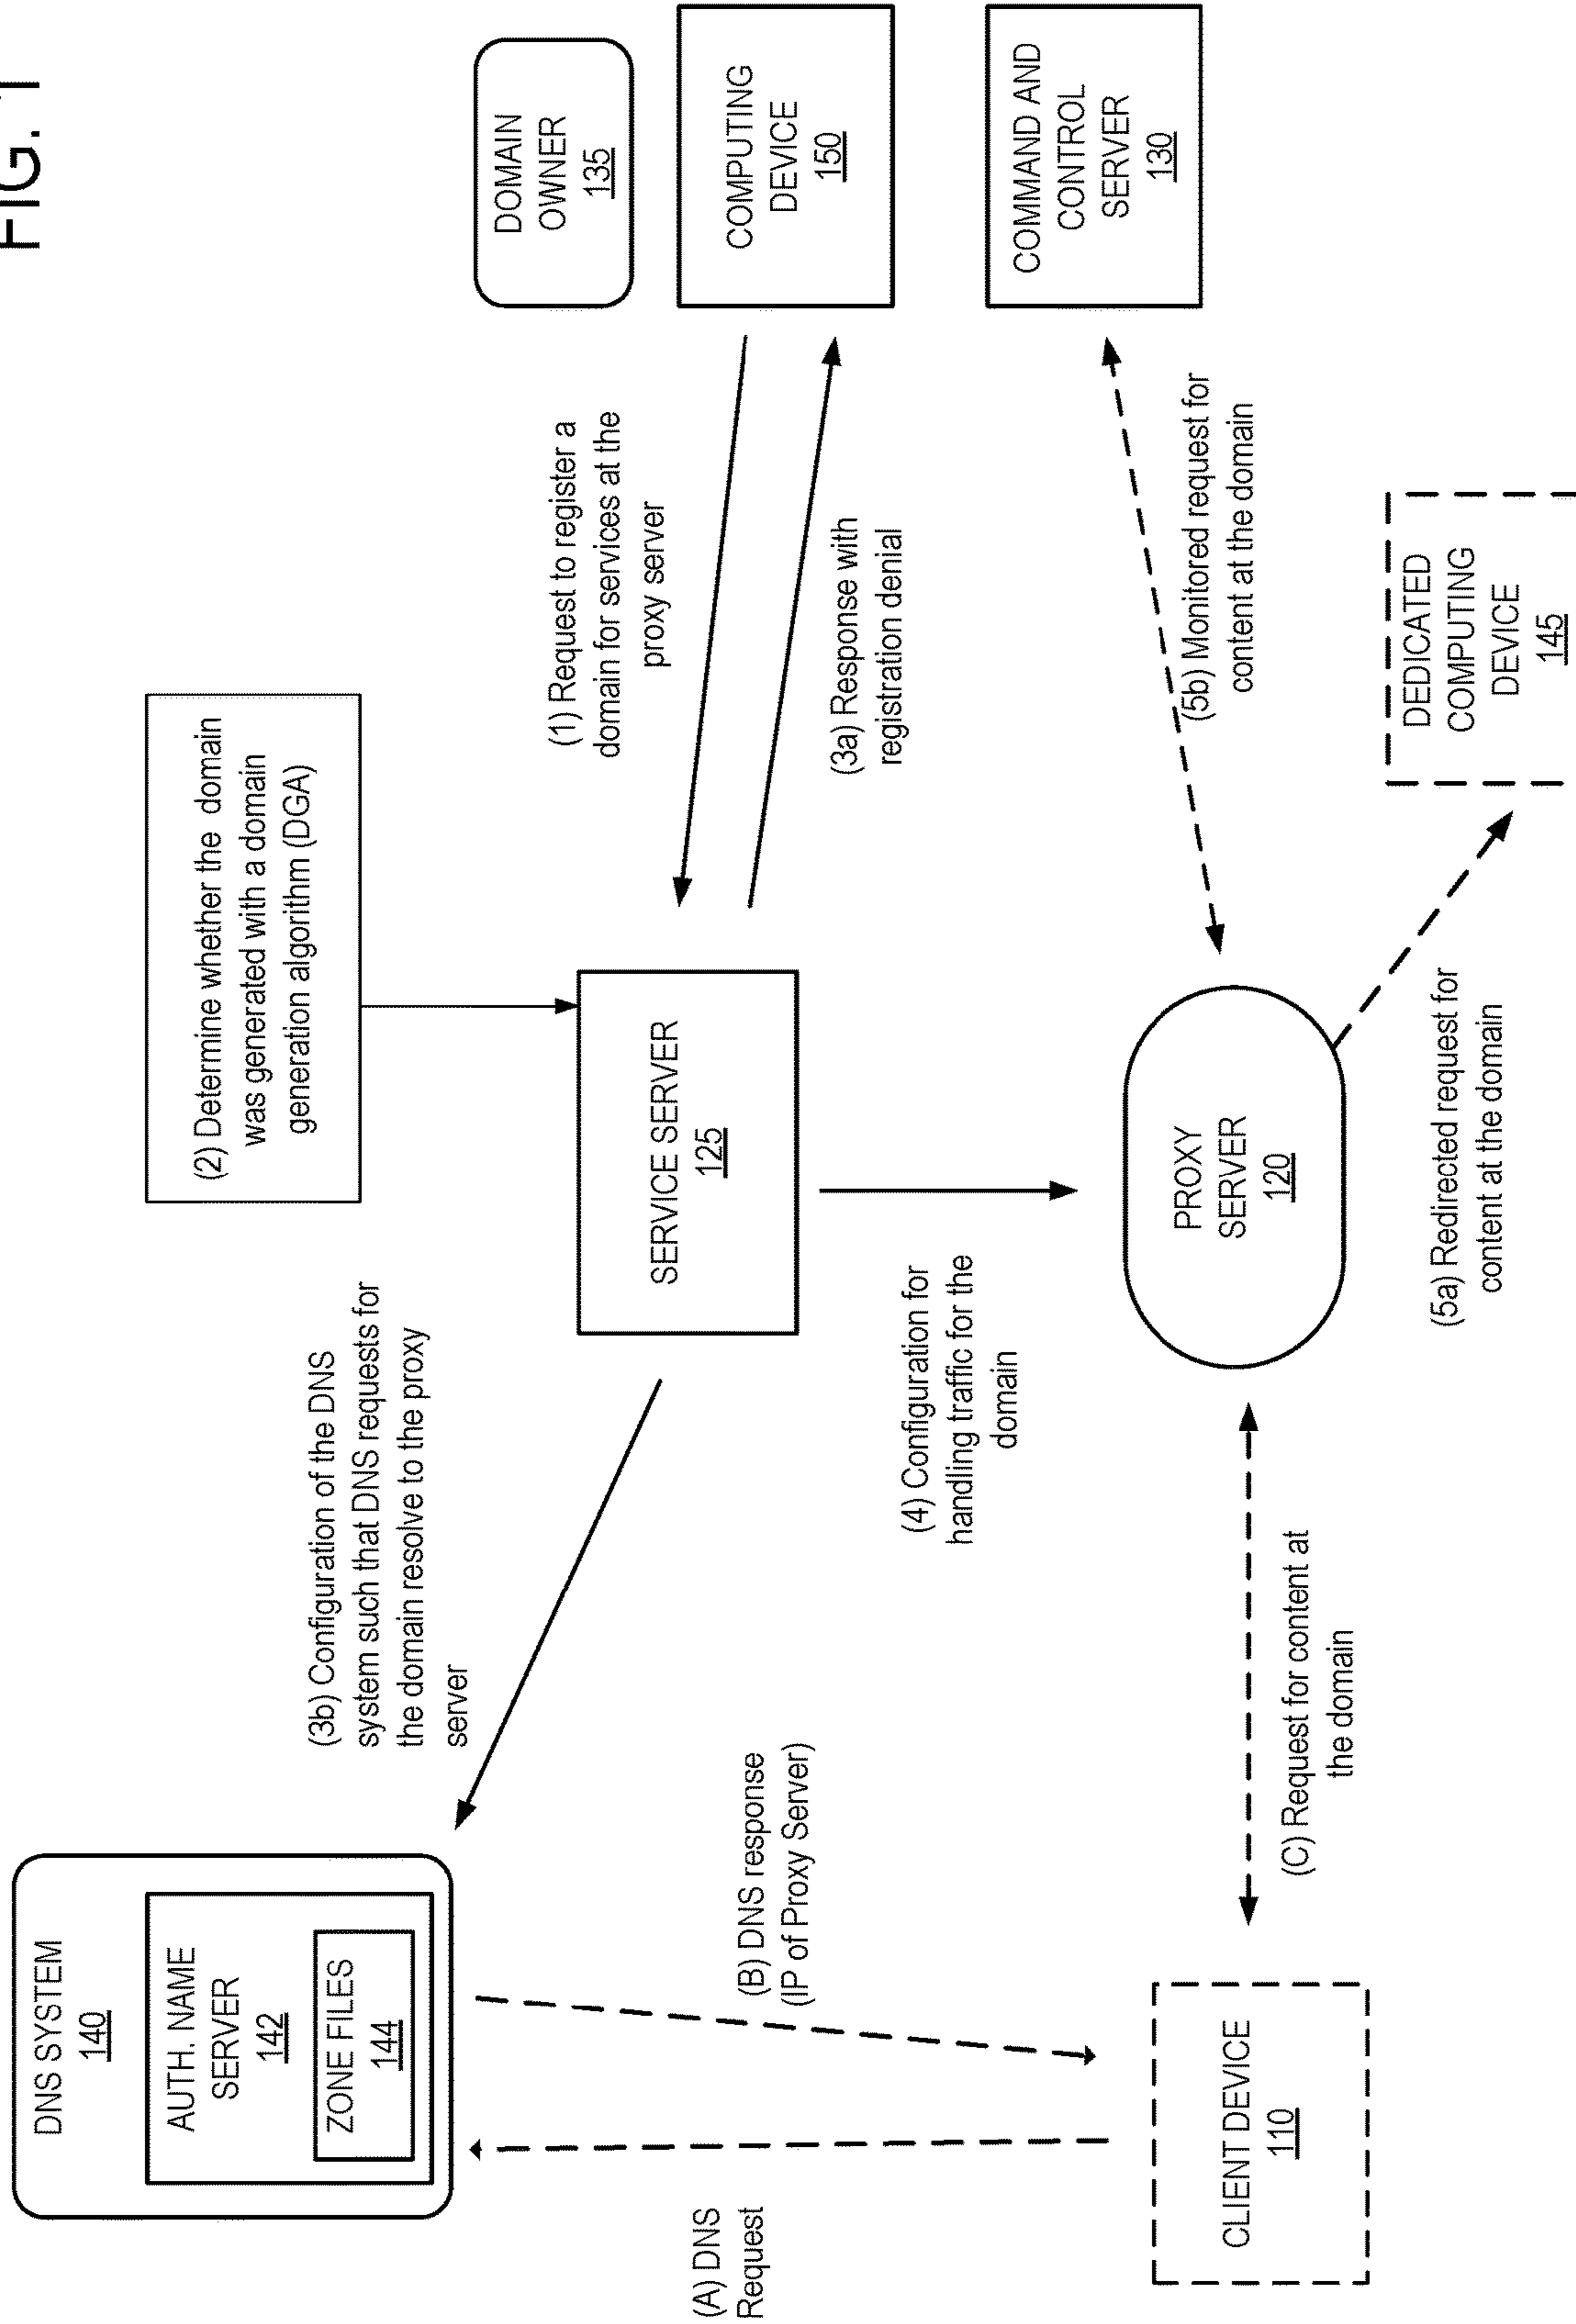 FIG. 1
DNS SYSTEM
140
AUTH. NAME
SERVER
142
ZONE FILES
144
(3b) Configuration of the DNS
system such that DNS requests for
the domain resolve to the proxy
server
(2) Determine whether the domain
was generated with a domain
generation algorithm (DGA)
DOMAIN
OWNER
135
(1) Request to register a
domain for services at the
proxy server
COMPUTING
DEVICE
150
SERVICE SERVER
125
(3a) Response with
registration denial
(A) DNS
Request
(B) DNS response
(IP of Proxy Server)
(4) Configuration for
handling traffic for the
domain
COMMAND AND
CONTROL
SERVER
130
(5b) Monitored request for
content at the domain
CLIENT DEVICE
110
(C) Request for content at
the domain
PROXY
SERVER
120
(5a) Redirected request for
content at the domain
DEDICATED
COMPUTING
DEVICE
145